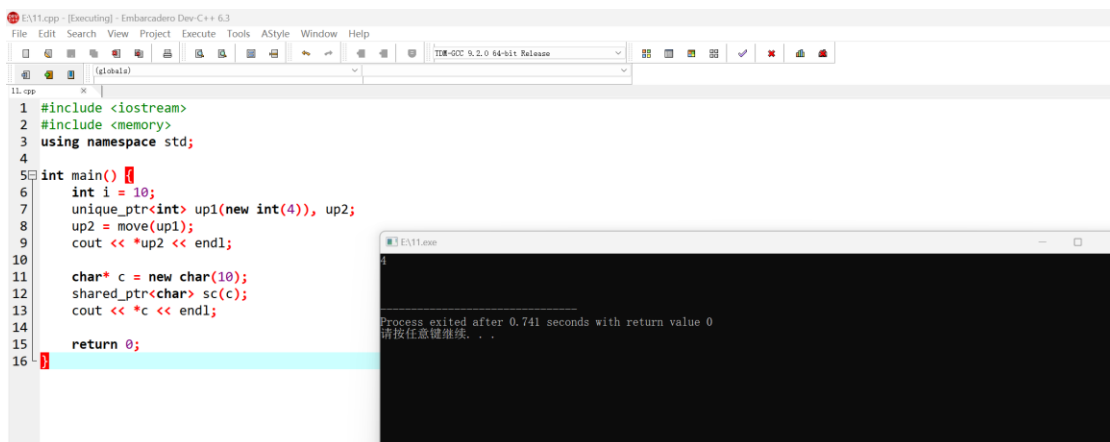 E:\11.cpp - [Executing] - Embarcadero Dev-C++ 6.3
File Edit Search View Project Execute Tools AStyle Window Help
TDM-GCC 9.2.0 64-bit Release
(globals)
11.cpp
1 #include <iostream>
2 #include <memory>
3 using namespace std;
4
5 int main() {
6 int i = 10;
7 unique_ptr<int> up1(new int(4)), up2;
8 up2 = move(up1);
9 cout << *up2 << endl;
10
11 char* c = new char(10);
12 shared_ptr<char> sc(c);
13 cout << *c << endl;
14
15 return 0;
16 }
E:\11.exe
4
--------------------------------
Process exited after 0.741 seconds with return value 0
请按任意键继续. . .